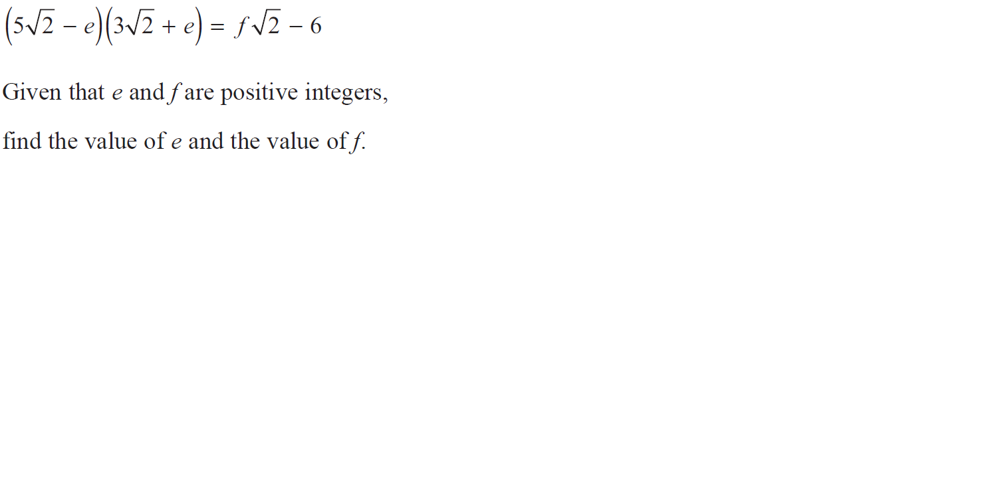 (5√2 − e)(3√2 + e) = f√2 − 6
Given that e and f are positive integers,
find the value of e and the value of f.